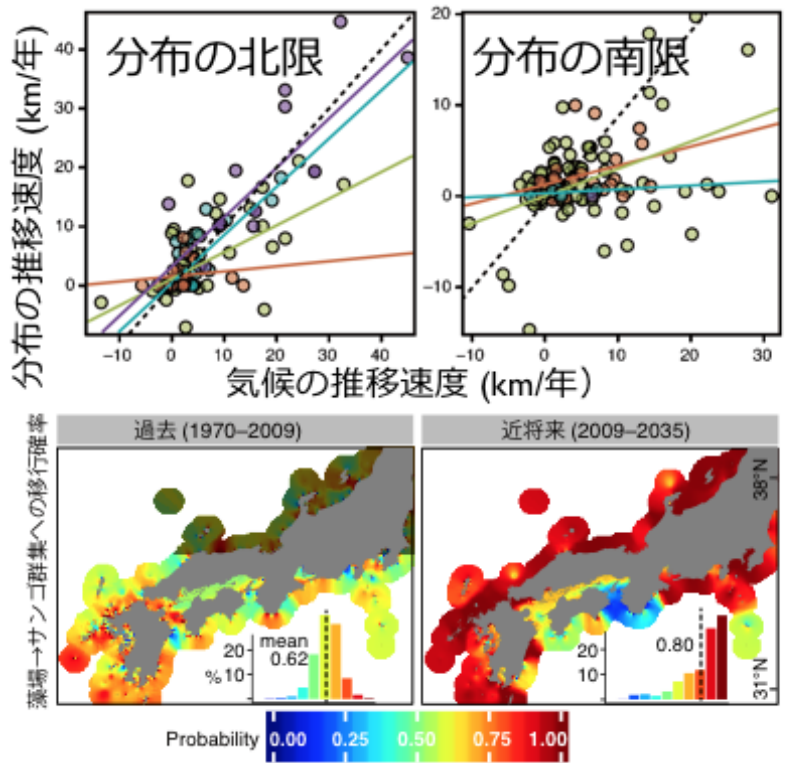 分布の北限
分布の南限
分布の推移速度 (km/年)
40
30
20
10
0
−10
0
10
20
30
40
20
10
0
−10
−10
0
10
20
30
気候の推移速度 (km/年)
過去 (1970–2009)
近将来 (2009–2035)
藻場→サンゴ群集への移行確率
mean
0.62
20
% 10
0.80
20
10
38°N
31°N
Probability
0.00 0.25 0.50 0.75 1.00